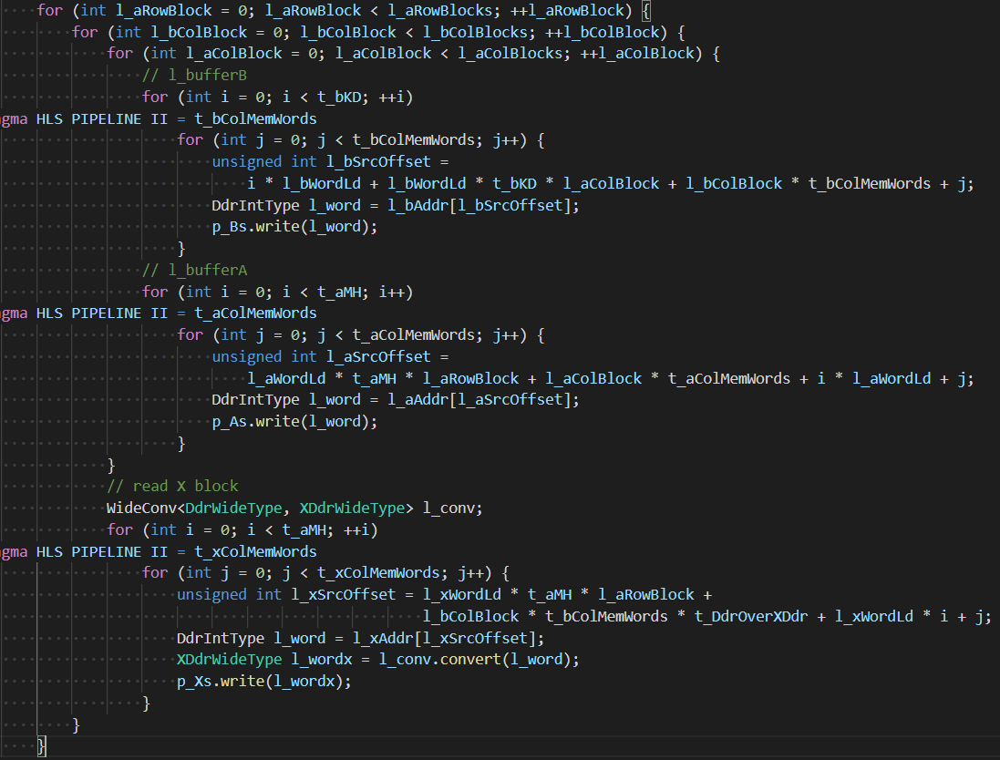 for (int l_aRowBlock = 0; l_aRowBlock < l_aRowBlocks; ++l_aRowBlock) {
for (int l_bColBlock = 0; l_bColBlock < l_bColBlocks; ++l_bColBlock) {
for (int l_aColBlock = 0; l_aColBlock < l_aColBlocks; ++l_aColBlock) {
// l_bufferB
for (int i = 0; i < t_bKD; ++i)
gma HLS PIPELINE II = t_bColMemWords
for (int j = 0; j < t_bColMemWords; j++) {
unsigned int l_bSrcOffset =
i * l_bWordLd + l_bWordLd * t_bKD * l_aColBlock + l_bColBlock * t_bColMemWords + j;
DdrIntType l_word = l_bAddr[l_bSrcOffset];
p_Bs.write(l_word);
}
// l_bufferA
for (int i = 0; i < t_aMH; i++)
gma HLS PIPELINE II = t_aColMemWords
for (int j = 0; j < t_aColMemWords; j++) {
unsigned int l_aSrcOffset =
l_aWordLd * t_aMH * l_aRowBlock + l_aColBlock * t_aColMemWords + i * l_aWordLd + j;
DdrIntType l_word = l_aAddr[l_aSrcOffset];
p_As.write(l_word);
}
}
// read X block
WideConv<DdrWideType, XDdrWideType> l_conv;
for (int i = 0; i < t_aMH; ++i)
gma HLS PIPELINE II = t_xColMemWords
for (int j = 0; j < t_xColMemWords; j++) {
unsigned int l_xSrcOffset = l_xWordLd * t_aMH * l_aRowBlock +
l_bColBlock * t_bColMemWords * t_DdrOverXDdr + l_xWordLd * i + j;
DdrIntType l_word = l_xAddr[l_xSrcOffset];
XDdrWideType l_wordx = l_conv.convert(l_word);
p_Xs.write(l_wordx);
}
}
}